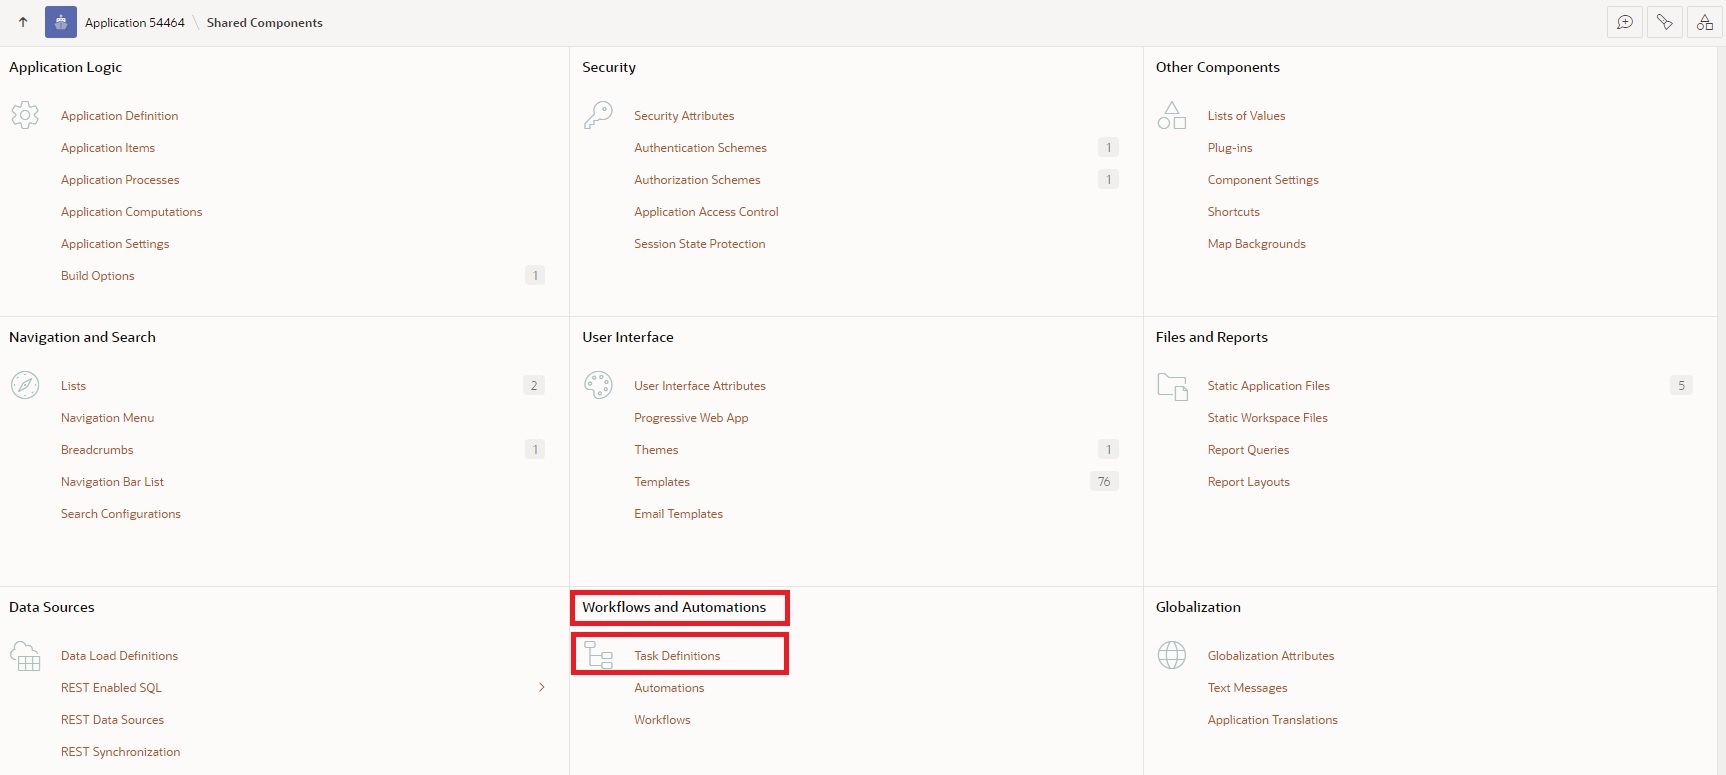 Application 54464 \ Shared Components
Application Logic
Application Definition
Application Items
Application Processes
Application Computations
Application Settings
Build Options 1
Security
Security Attributes
Authentication Schemes 1
Authorization Schemes 1
Application Access Control
Session State Protection
Other Components
Lists of Values
Plug-ins
Component Settings
Shortcuts
Map Backgrounds
Navigation and Search
Lists 2
Navigation Menu
Breadcrumbs 1
Navigation Bar List
Search Configurations
User Interface
User Interface Attributes
Progressive Web App
Themes 1
Templates 76
Email Templates
Files and Reports
Static Application Files 5
Static Workspace Files
Report Queries
Report Layouts
Data Sources
Data Load Definitions
REST Enabled SQL
REST Data Sources
REST Synchronization
Workflows and Automations
Task Definitions
Automations
Workflows
Globalization
Globalization Attributes
Text Messages
Application Translations